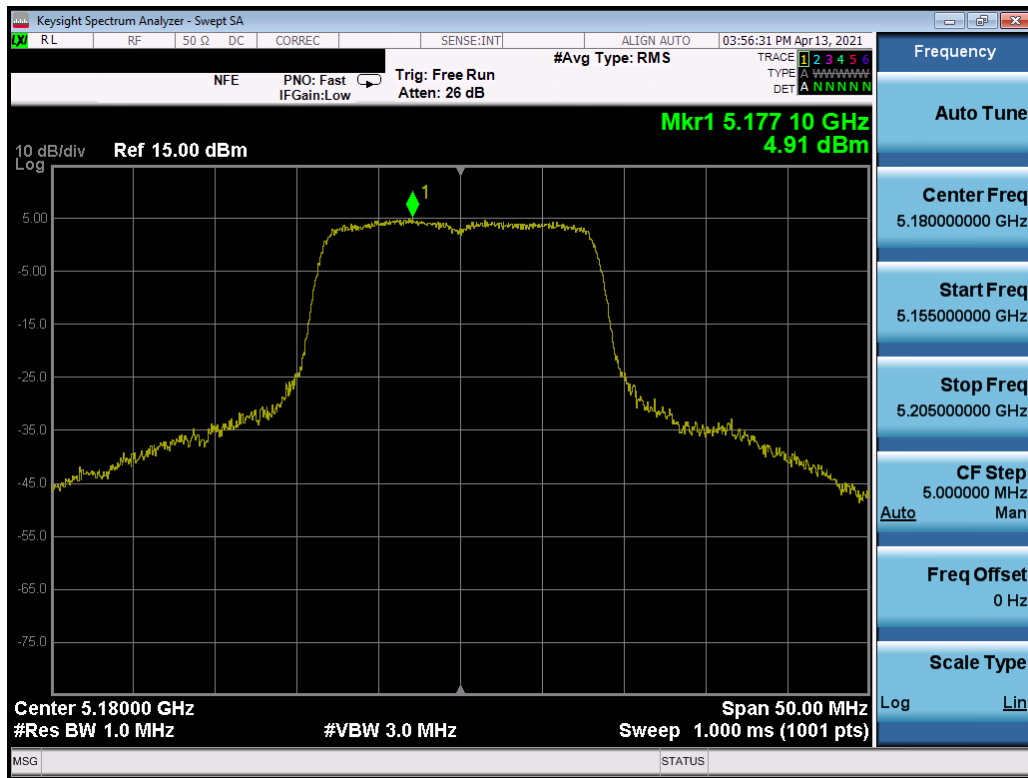 Keysight Spectrum Analyzer - Swept SA
LXI RL RF 50 Ω DC CORREC SENSE:INT ALIGN AUTO 03:56:31 PM Apr 13, 2021
NFE PNO: Fast IFGain:Low
Trig: Free Run
Atten: 26 dB
#Avg Type: RMS
TRACE 1 2 3 4 5 6
TYPE A WWWWW
DET A N N N N N
Mkr1 5.177 10 GHz
4.91 dBm
10 dB/div Ref 15.00 dBm
Log
1
5.00
-5.00
-15.0
-25.0
-35.0
-45.0
-55.0
-65.0
-75.0
Center 5.18000 GHz Span 50.00 MHz
#Res BW 1.0 MHz #VBW 3.0 MHz Sweep 1.000 ms (1001 pts)
MSG STATUS
Frequency
Auto Tune
Center Freq
5.180000000 GHz
Start Freq
5.155000000 GHz
Stop Freq
5.205000000 GHz
CF Step
5.000000 MHz
Auto Man
Freq Offset
0 Hz
Scale Type
Log Lin